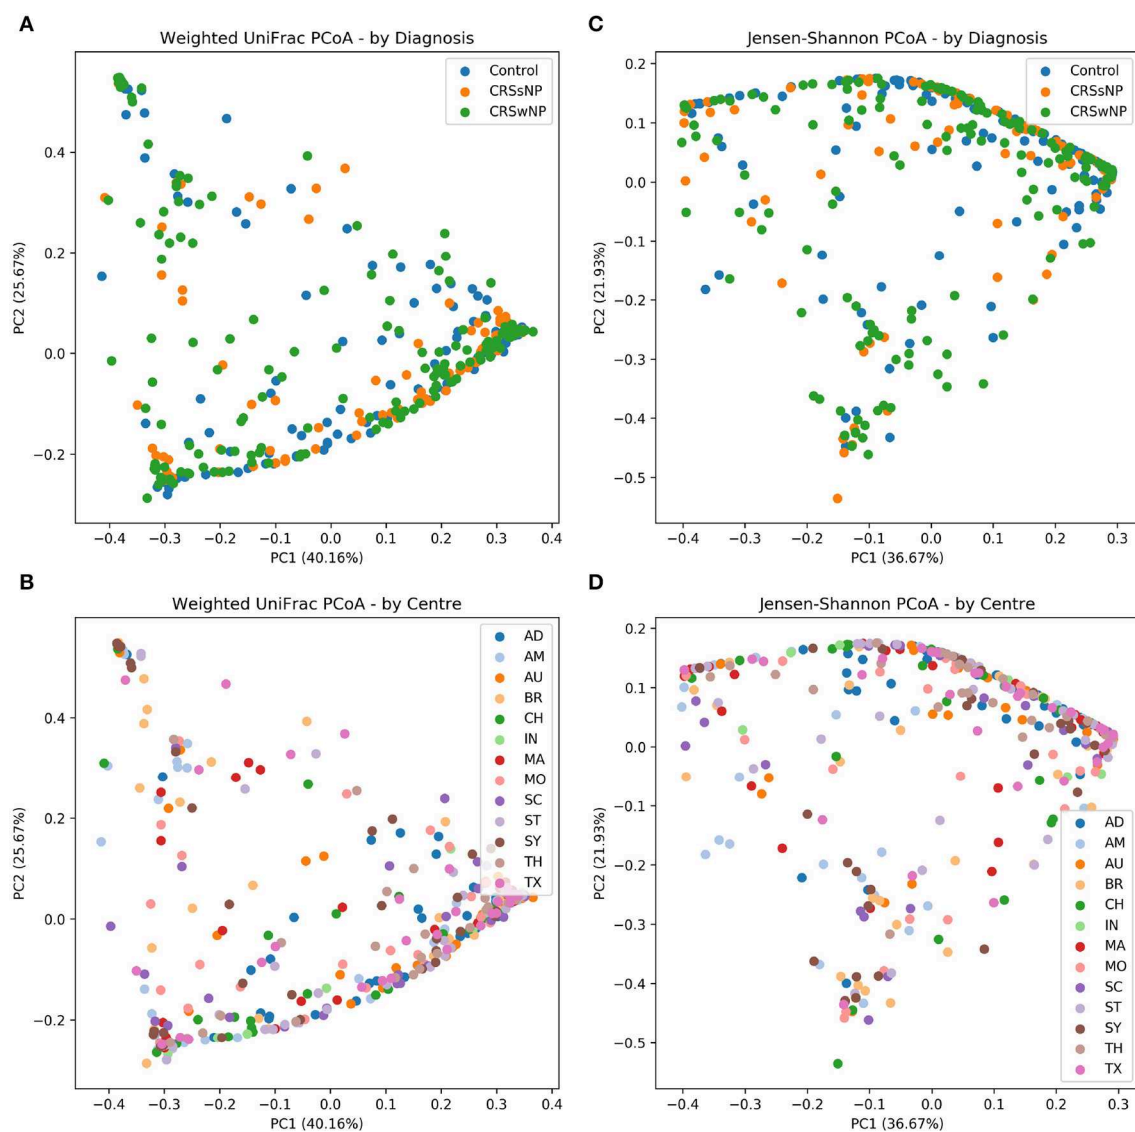 A
Weighted UniFrac PCoA - by Diagnosis
Control
CRSsNP
CRSwNP
0.4
0.2
0.0
−0.2
PC2 (25.67%)
−0.4 −0.3 −0.2 −0.1 0.0 0.1 0.2 0.3 0.4
PC1 (40.16%)
C
Jensen-Shannon PCoA - by Diagnosis
Control
CRSsNP
CRSwNP
0.2
0.1
0.0
−0.1
−0.2
−0.3
−0.4
−0.5
PC2 (21.93%)
−0.4 −0.3 −0.2 −0.1 0.0 0.1 0.2 0.3
PC1 (36.67%)
B
Weighted UniFrac PCoA - by Centre
AD
AM
AU
BR
CH
IN
MA
MO
SC
ST
SY
TH
TX
0.4
0.2
0.0
−0.2
PC2 (25.67%)
−0.4 −0.3 −0.2 −0.1 0.0 0.1 0.2 0.3 0.4
PC1 (40.16%)
D
Jensen-Shannon PCoA - by Centre
0.2
0.1
0.0
−0.1
−0.2
−0.3
−0.4
−0.5
PC2 (21.93%)
AD
AM
AU
BR
CH
IN
MA
MO
SC
ST
SY
TH
TX
−0.4 −0.3 −0.2 −0.1 0.0 0.1 0.2 0.3
PC1 (36.67%)